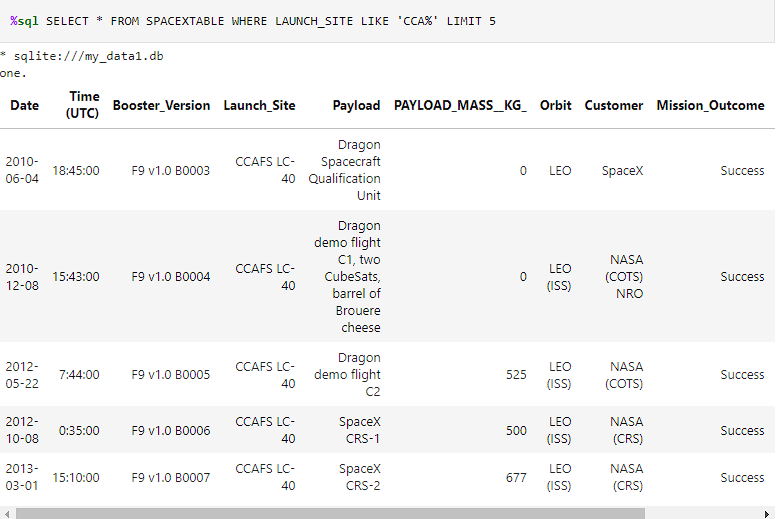 %sql SELECT * FROM SPACEXTABLE WHERE LAUNCH_SITE LIKE 'CCA%' LIMIT 5
* sqlite:///my_data1.db
one.
Date Time (UTC) Booster_Version Launch_Site Payload PAYLOAD_MASS__KG_ Orbit Customer Mission_Outcome
2010-06-04 18:45:00 F9 v1.0 B0003 CCAFS LC-40 Dragon Spacecraft Qualification Unit 0 LEO SpaceX Success
2010-12-08 15:43:00 F9 v1.0 B0004 CCAFS LC-40 Dragon demo flight C1, two CubeSats, barrel of Brouere cheese 0 LEO (ISS) NASA (COTS) NRO Success
2012-05-22 7:44:00 F9 v1.0 B0005 CCAFS LC-40 Dragon demo flight C2 525 LEO (ISS) NASA (COTS) Success
2012-10-08 0:35:00 F9 v1.0 B0006 CCAFS LC-40 SpaceX CRS-1 500 LEO (ISS) NASA (CRS) Success
2013-03-01 15:10:00 F9 v1.0 B0007 CCAFS LC-40 SpaceX CRS-2 677 LEO (ISS) NASA (CRS) Success